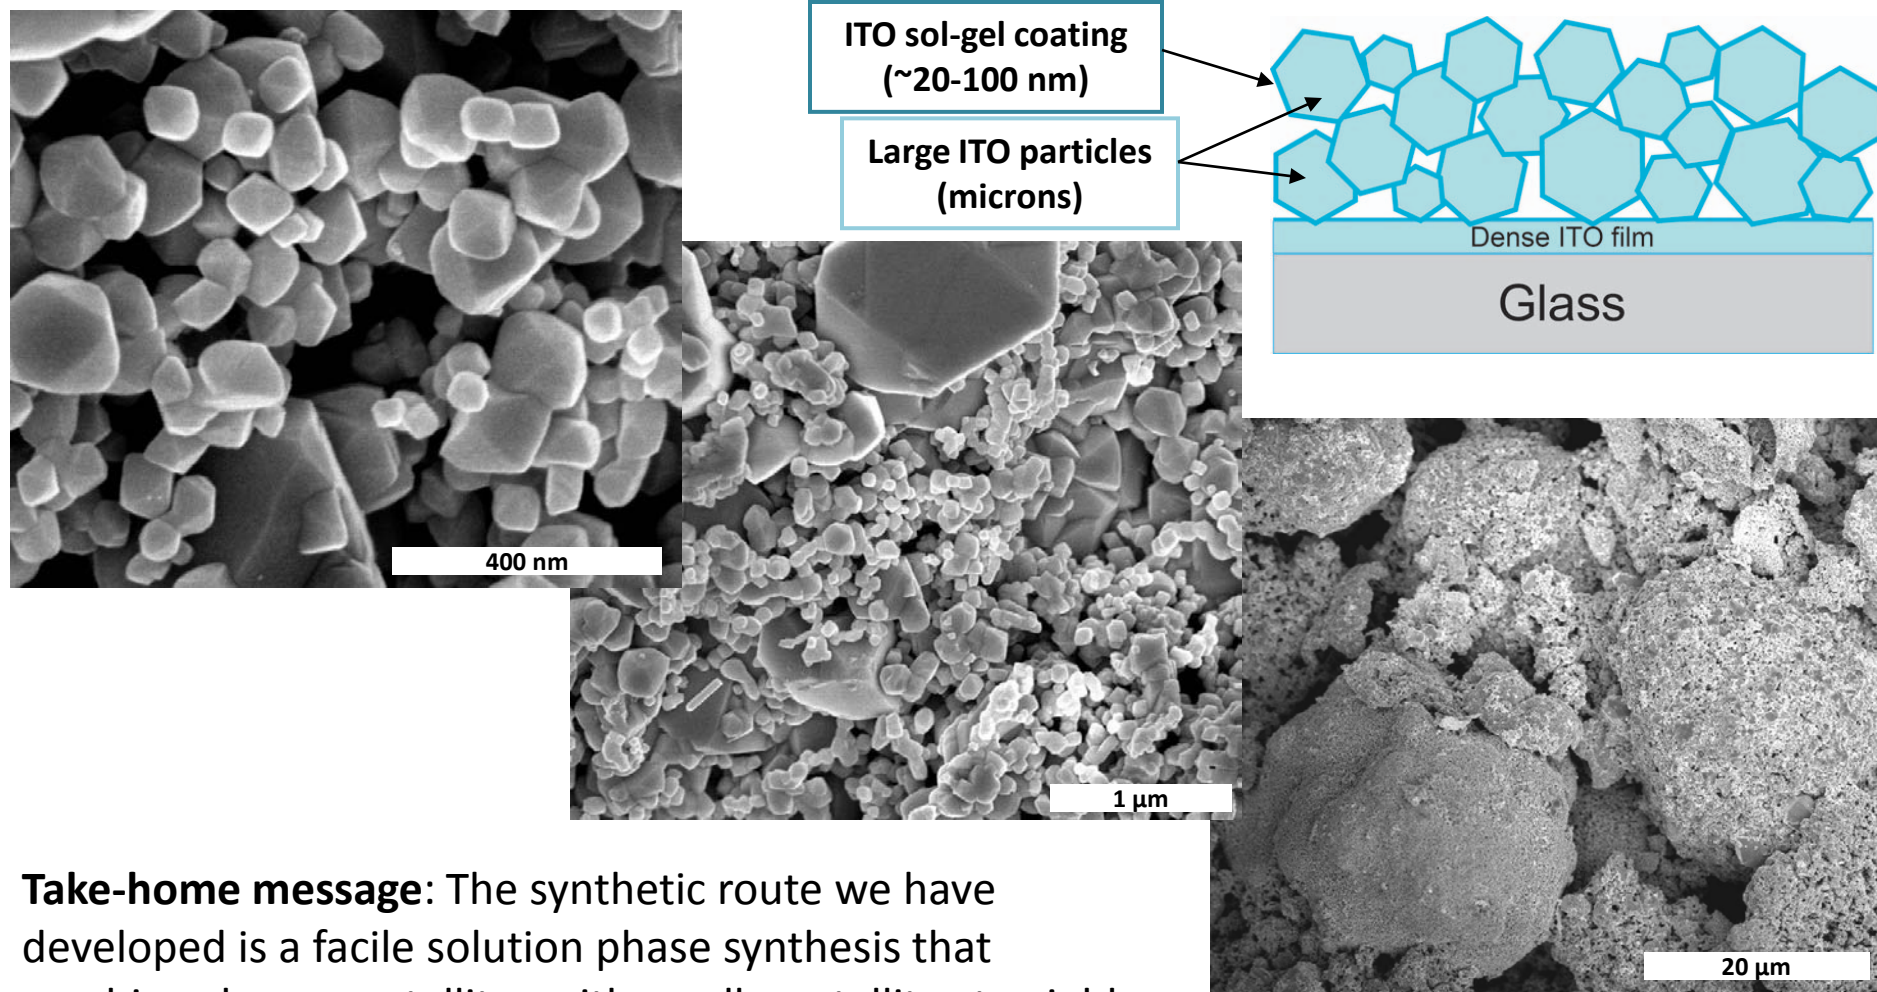 ITO sol-gel coating
(~20-100 nm)
Large ITO particles
(microns)
Dense ITO film
Glass
400 nm
1 µm
20 µm
Take-home message: The synthetic route we have
developed is a facile solution phase synthesis that